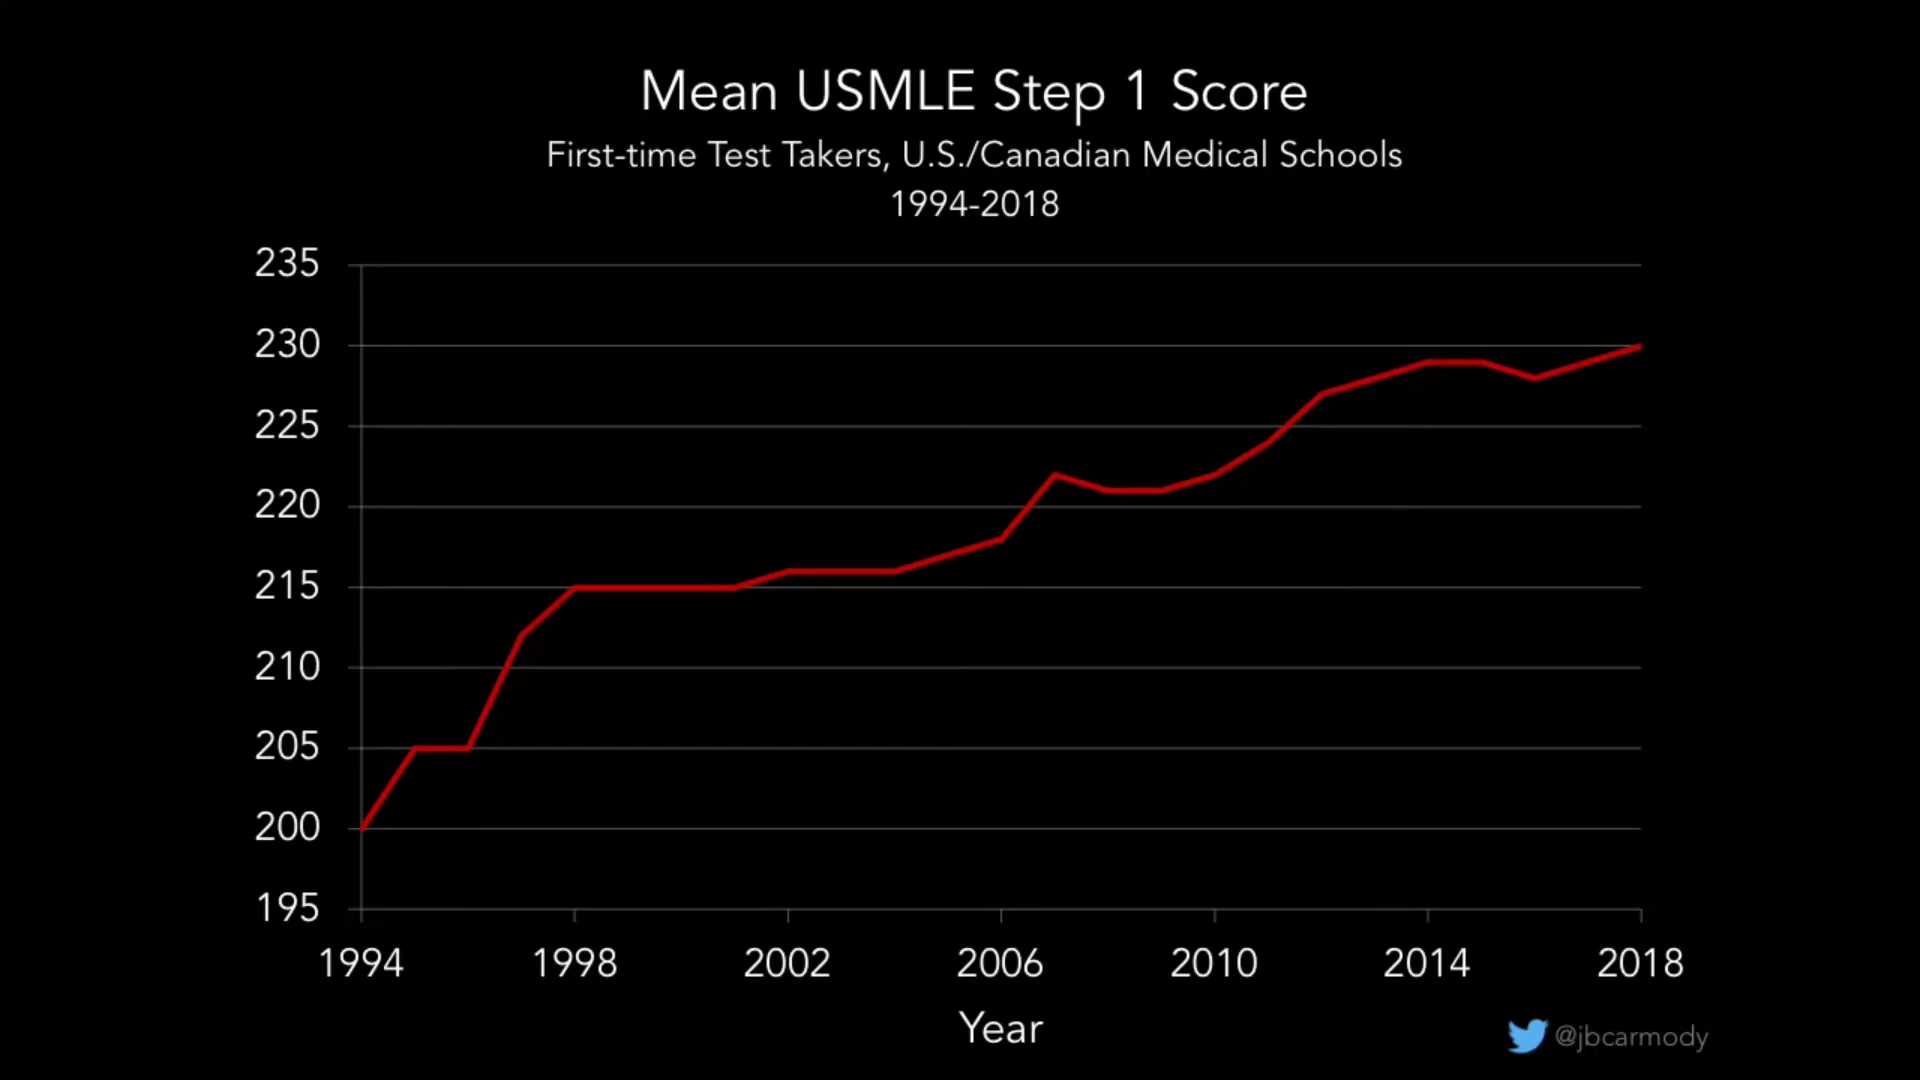 Mean USMLE Step 1 Score
First-time Test Takers, U.S./Canadian Medical Schools
1994-2018
235
230
225
220
215
210
205
200
195
1994 1998 2002 2006 2010 2014 2018
Year
@jbcarmody